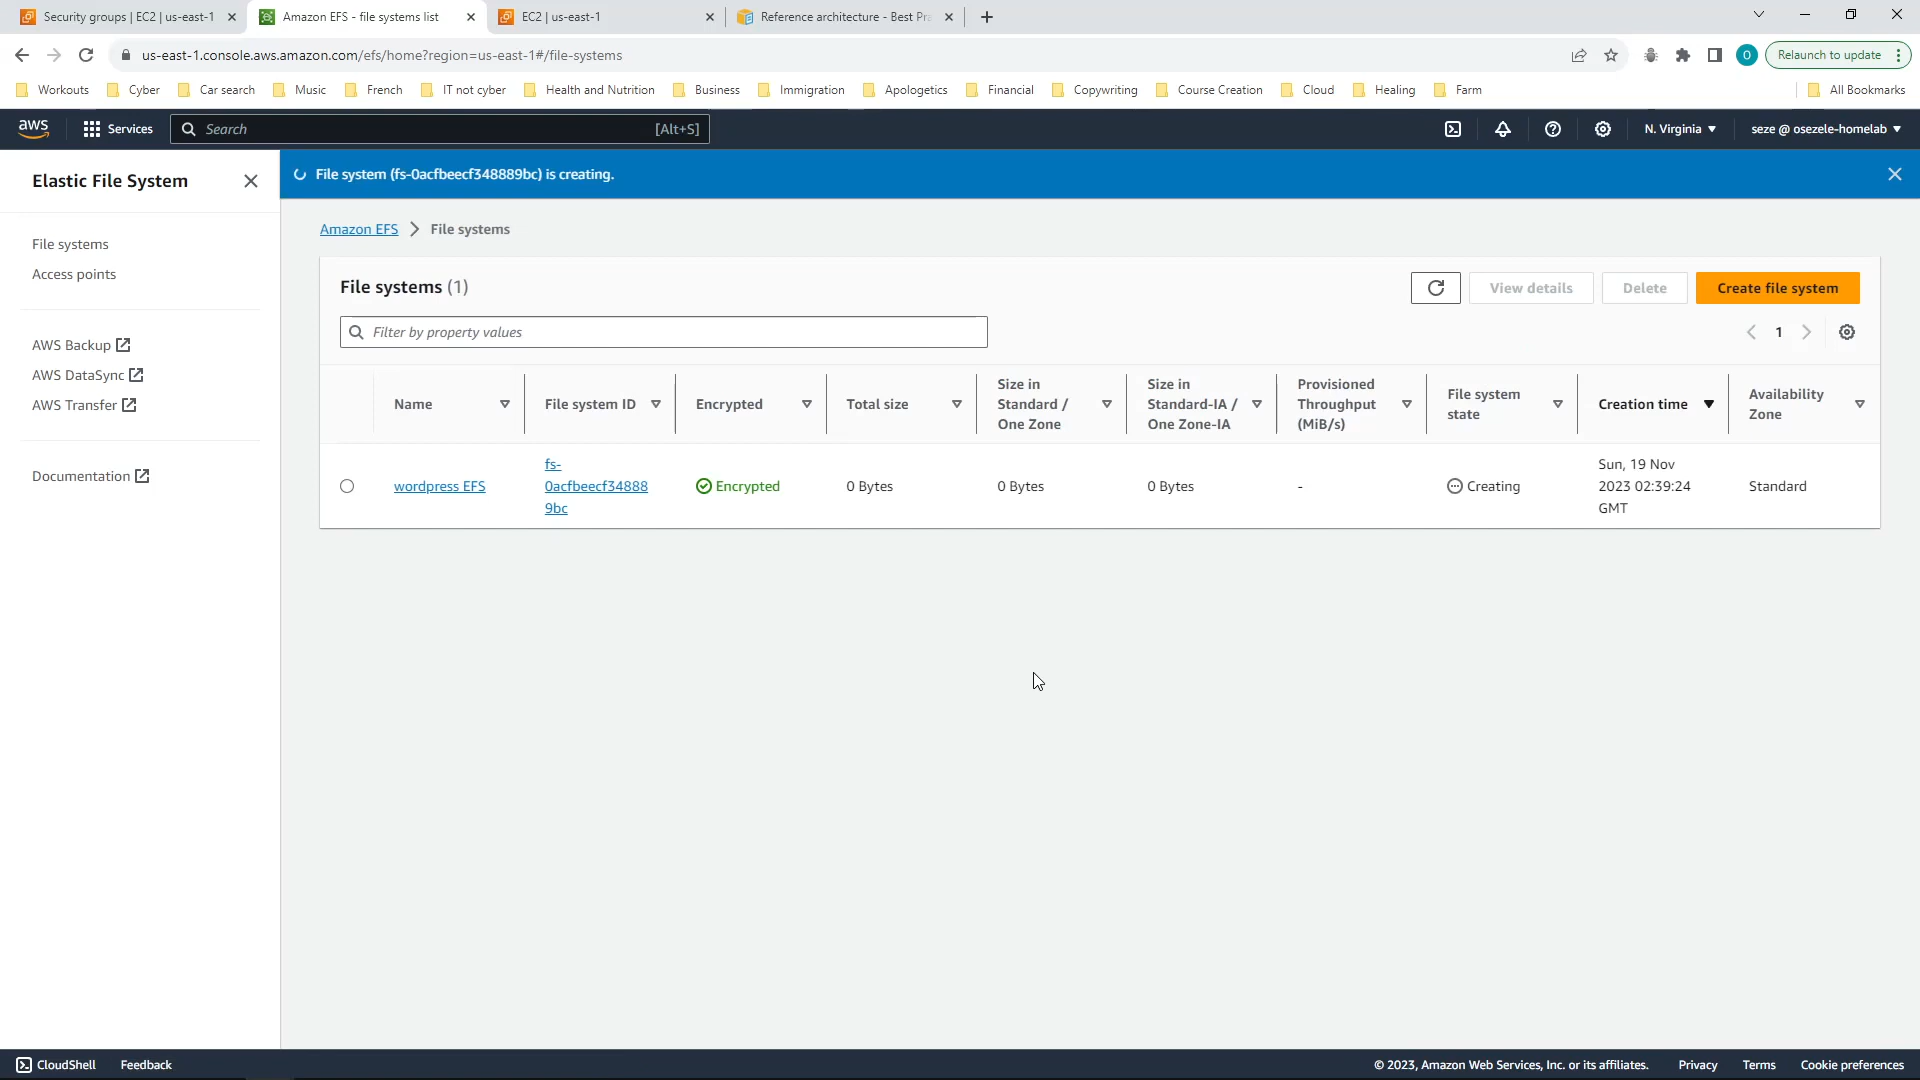 Security groups | EC2 | us-east-1
Amazon EFS - file systems list
EC2 | us-east-1
Reference architecture - Best Pra
us-east-1.console.aws.amazon.com/efs/home?region=us-east-1#/file-systems
O
Relaunch to update
Workouts
Cyber
Car search
Music
French
IT not cyber
Health and Nutrition
Business
Immigration
Apologetics
Financial
Copywriting
Course Creation
Cloud
Healing
Farm
All Bookmarks
aws
Services
Search
[Alt+S]
N. Virginia
seze @ osezele-homelab
Elastic File System
File system (fs-0acfbeecf348889bc) is creating.
File systems
Access points
AWS Backup
AWS DataSync
AWS Transfer
Documentation
Amazon EFS
File systems
File systems (1)
View details
Delete
Create file system
Filter by property values
1
Name
File system ID
Encrypted
Total size
Size in
Standard /
One Zone
Size in
Standard-IA /
One Zone-IA
Provisioned
Throughput
(MiB/s)
File system
state
Creation time
Availability
Zone
wordpress EFS
fs-
0acfbeecf34888
9bc
Encrypted
0 Bytes
0 Bytes
0 Bytes
-
Creating
Sun, 19 Nov
2023 02:39:24
GMT
Standard
CloudShell
Feedback
© 2023, Amazon Web Services, Inc. or its affiliates.
Privacy
Terms
Cookie preferences